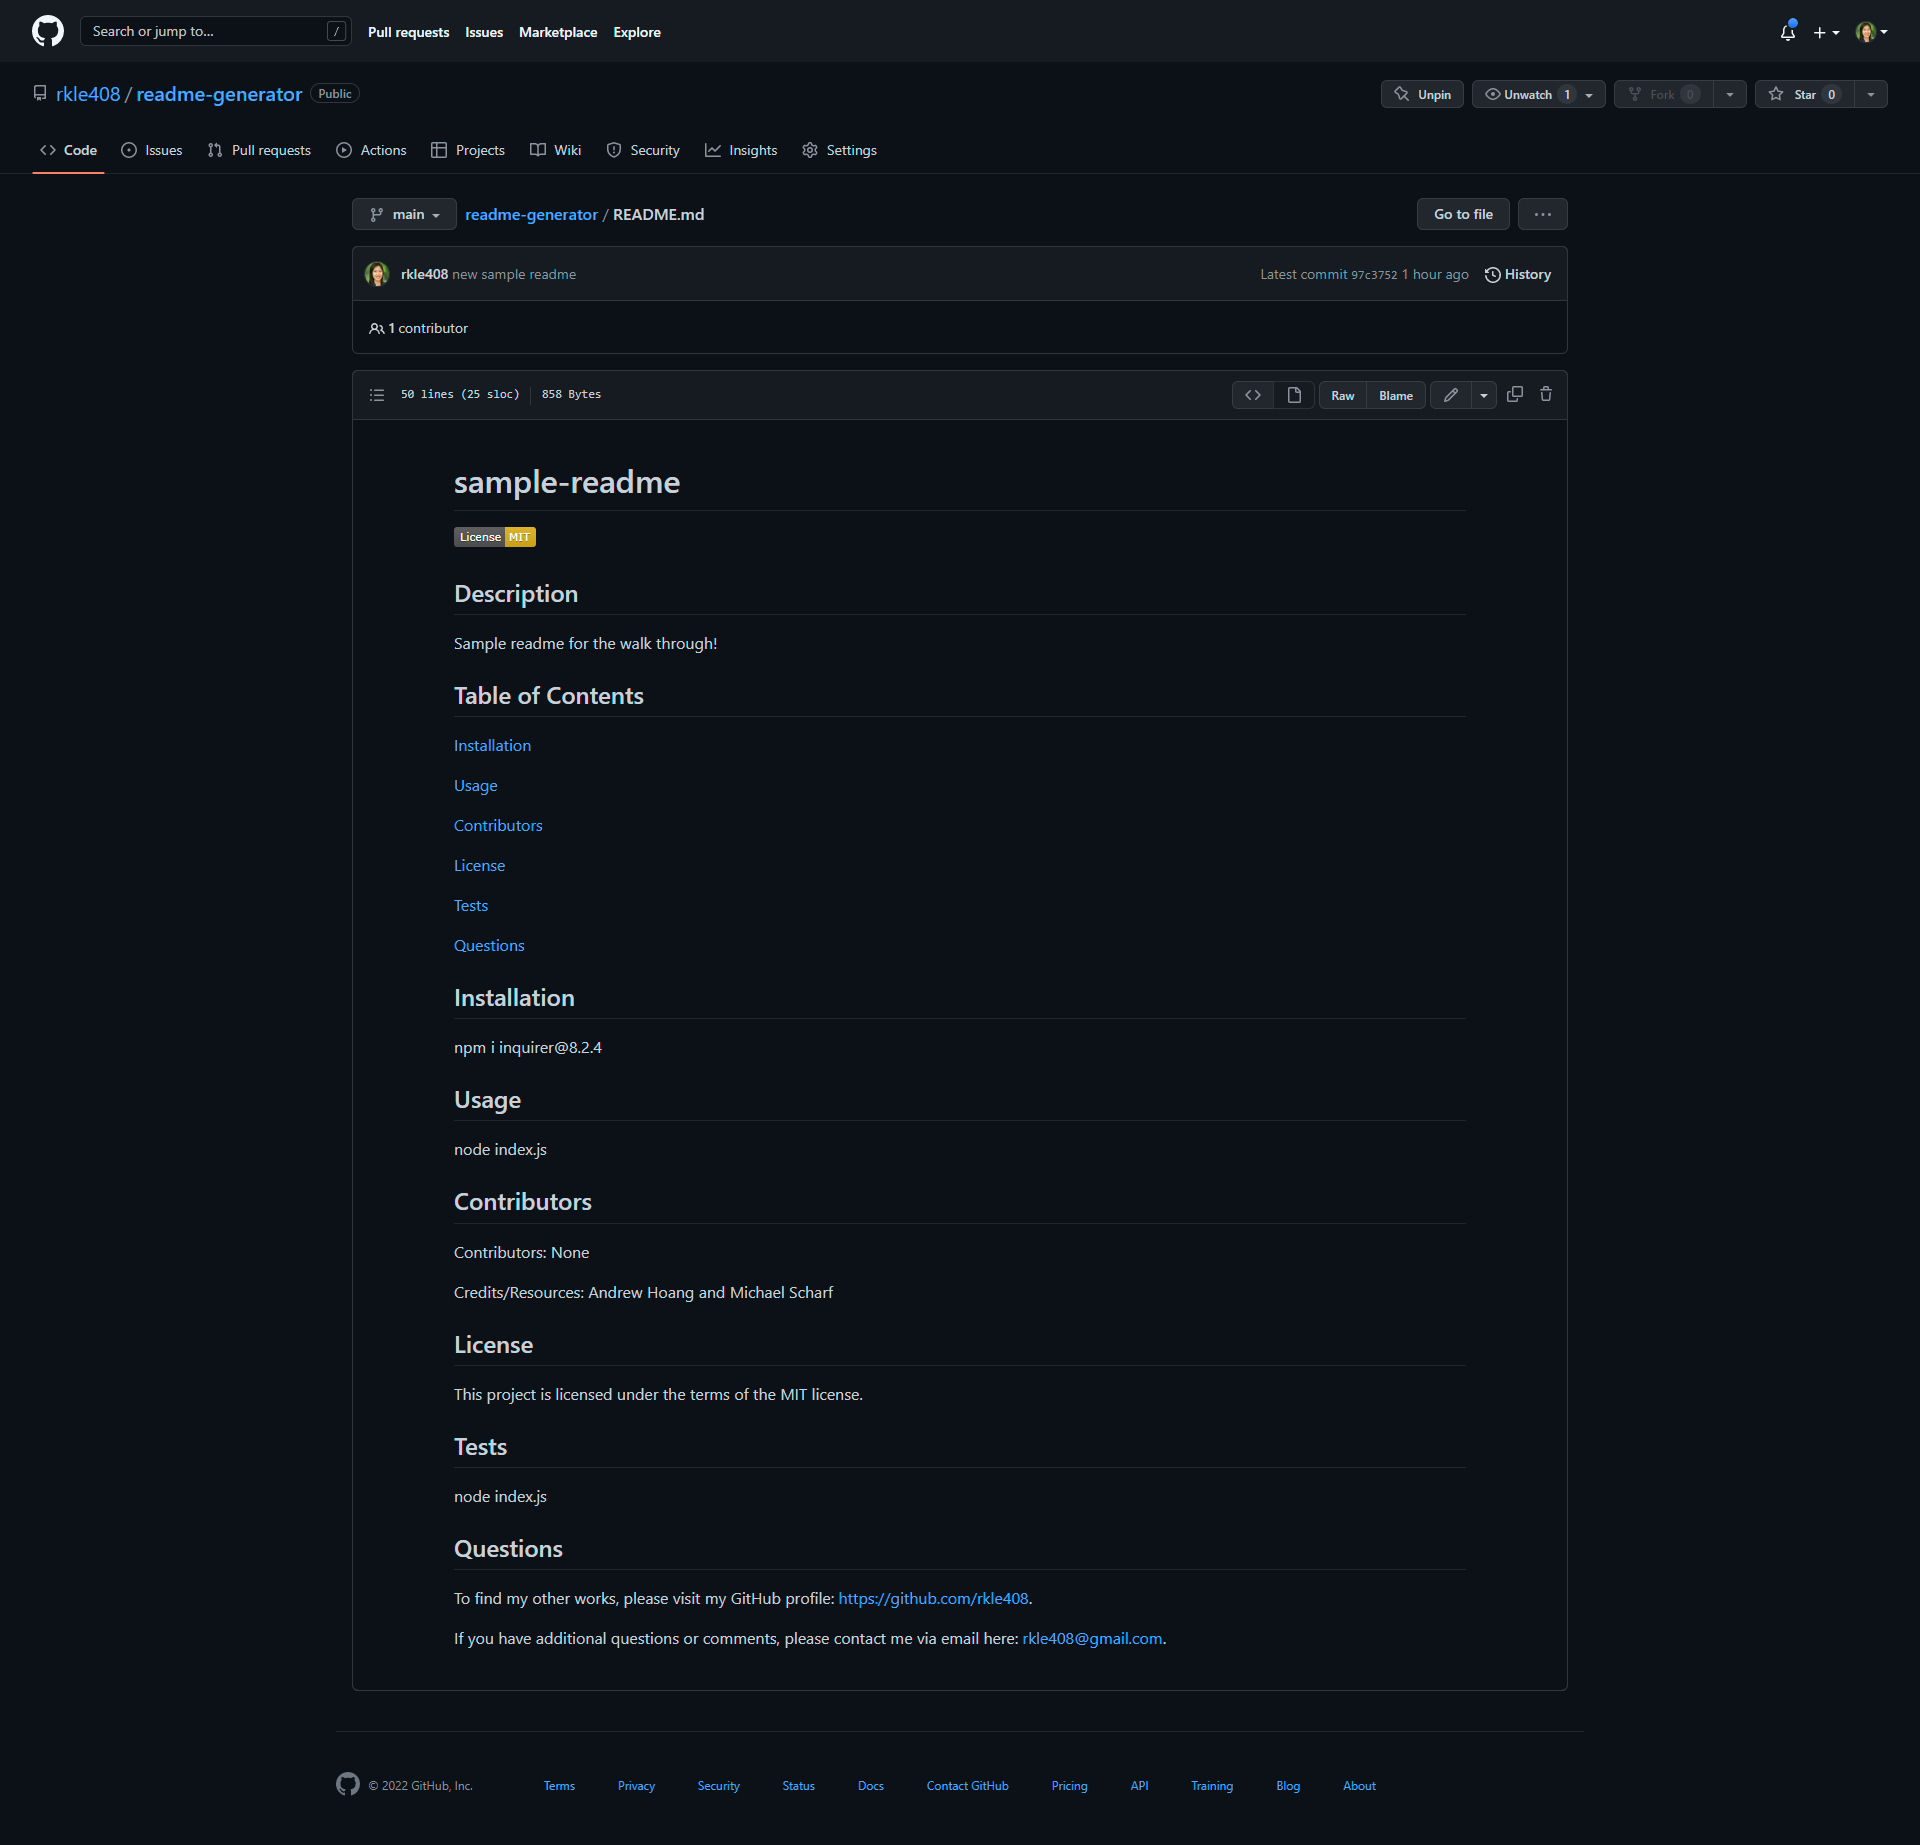 Search or jump to... /
Pull requests Issues Marketplace Explore
rkle408 / readme-generator Public
Unpin Unwatch 1 Fork 0 Star 0
Code Issues Pull requests Actions Projects Wiki Security Insights Settings
main readme-generator / README.md Go to file ...
rkle408 new sample readme Latest commit 97c3752 1 hour ago History
1 contributor
50 lines (25 sloc) 858 Bytes Raw Blame
sample-readme
License MIT
Description
Sample readme for the walk through!
Table of Contents
Installation
Usage
Contributors
License
Tests
Questions
Installation
npm i inquirer@8.2.4
Usage
node index.js
Contributors
Contributors: None
Credits/Resources: Andrew Hoang and Michael Scharf
License
This project is licensed under the terms of the MIT license.
Tests
node index.js
Questions
To find my other works, please visit my GitHub profile: https://github.com/rkle408.
If you have additional questions or comments, please contact me via email here: rkle408@gmail.com.
© 2022 GitHub, Inc. Terms Privacy Security Status Docs Contact GitHub Pricing API Training Blog About